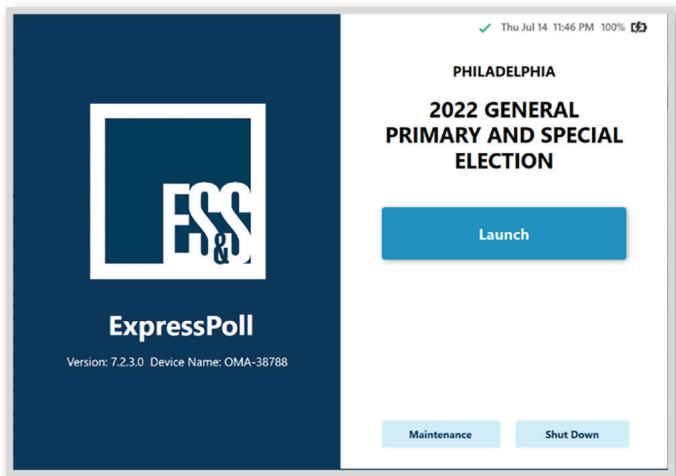 Thu Jul 14 11:46 PM 100%
PHILADELPHIA
2022 GENERAL
PRIMARY AND SPECIAL
ELECTION
Launch
Maintenance Shut Down
ES&S
ExpressPoll
Version: 7.2.3.0 Device Name: OMA-38788